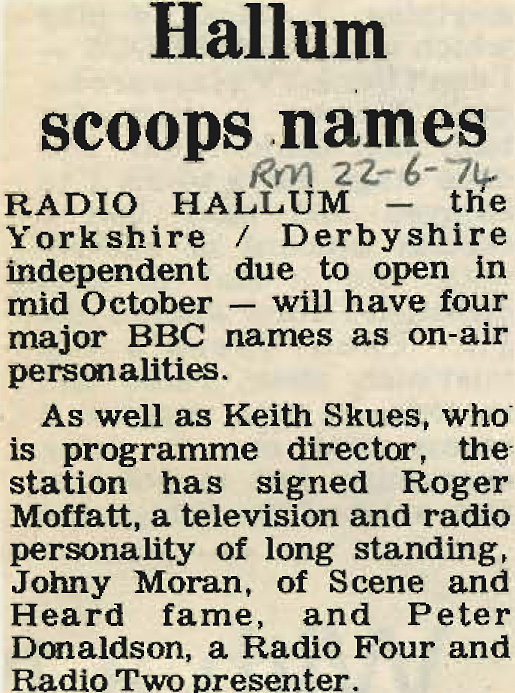 Hallum
scoops names
RM 22-6-74
RADIO HALLUM — the
Yorkshire / Derbyshire
independent due to open in
mid October — will have four
major BBC names as on-air
personalities.
As well as Keith Skues, who
is programme director, the
station has signed Roger
Moffatt, a television and radio
personality of long standing,
Johny Moran, of Scene and
Heard fame, and Peter
Donaldson, a Radio Four and
Radio Two presenter.